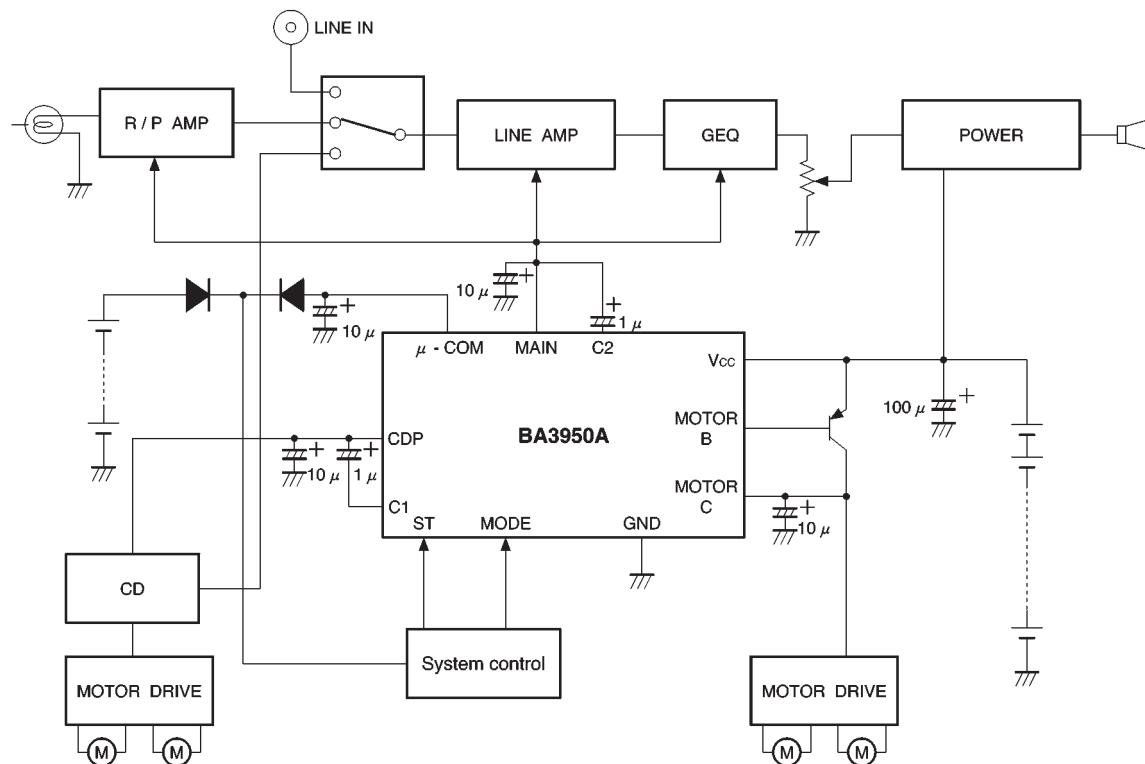 LINE IN
R / P AMP
LINE AMP
GEQ
POWER
10 μ
+
+
10 μ
+
1 μ
μ - COM
MAIN
C2
Vcc
+
100 μ
MOTOR
B
BA3950A
CDP
+
10 μ
+
1 μ
C1
MOTOR
C
+
10 μ
ST
MODE
GND
CD
System control
MOTOR DRIVE
MOTOR DRIVE
M
M
M
M